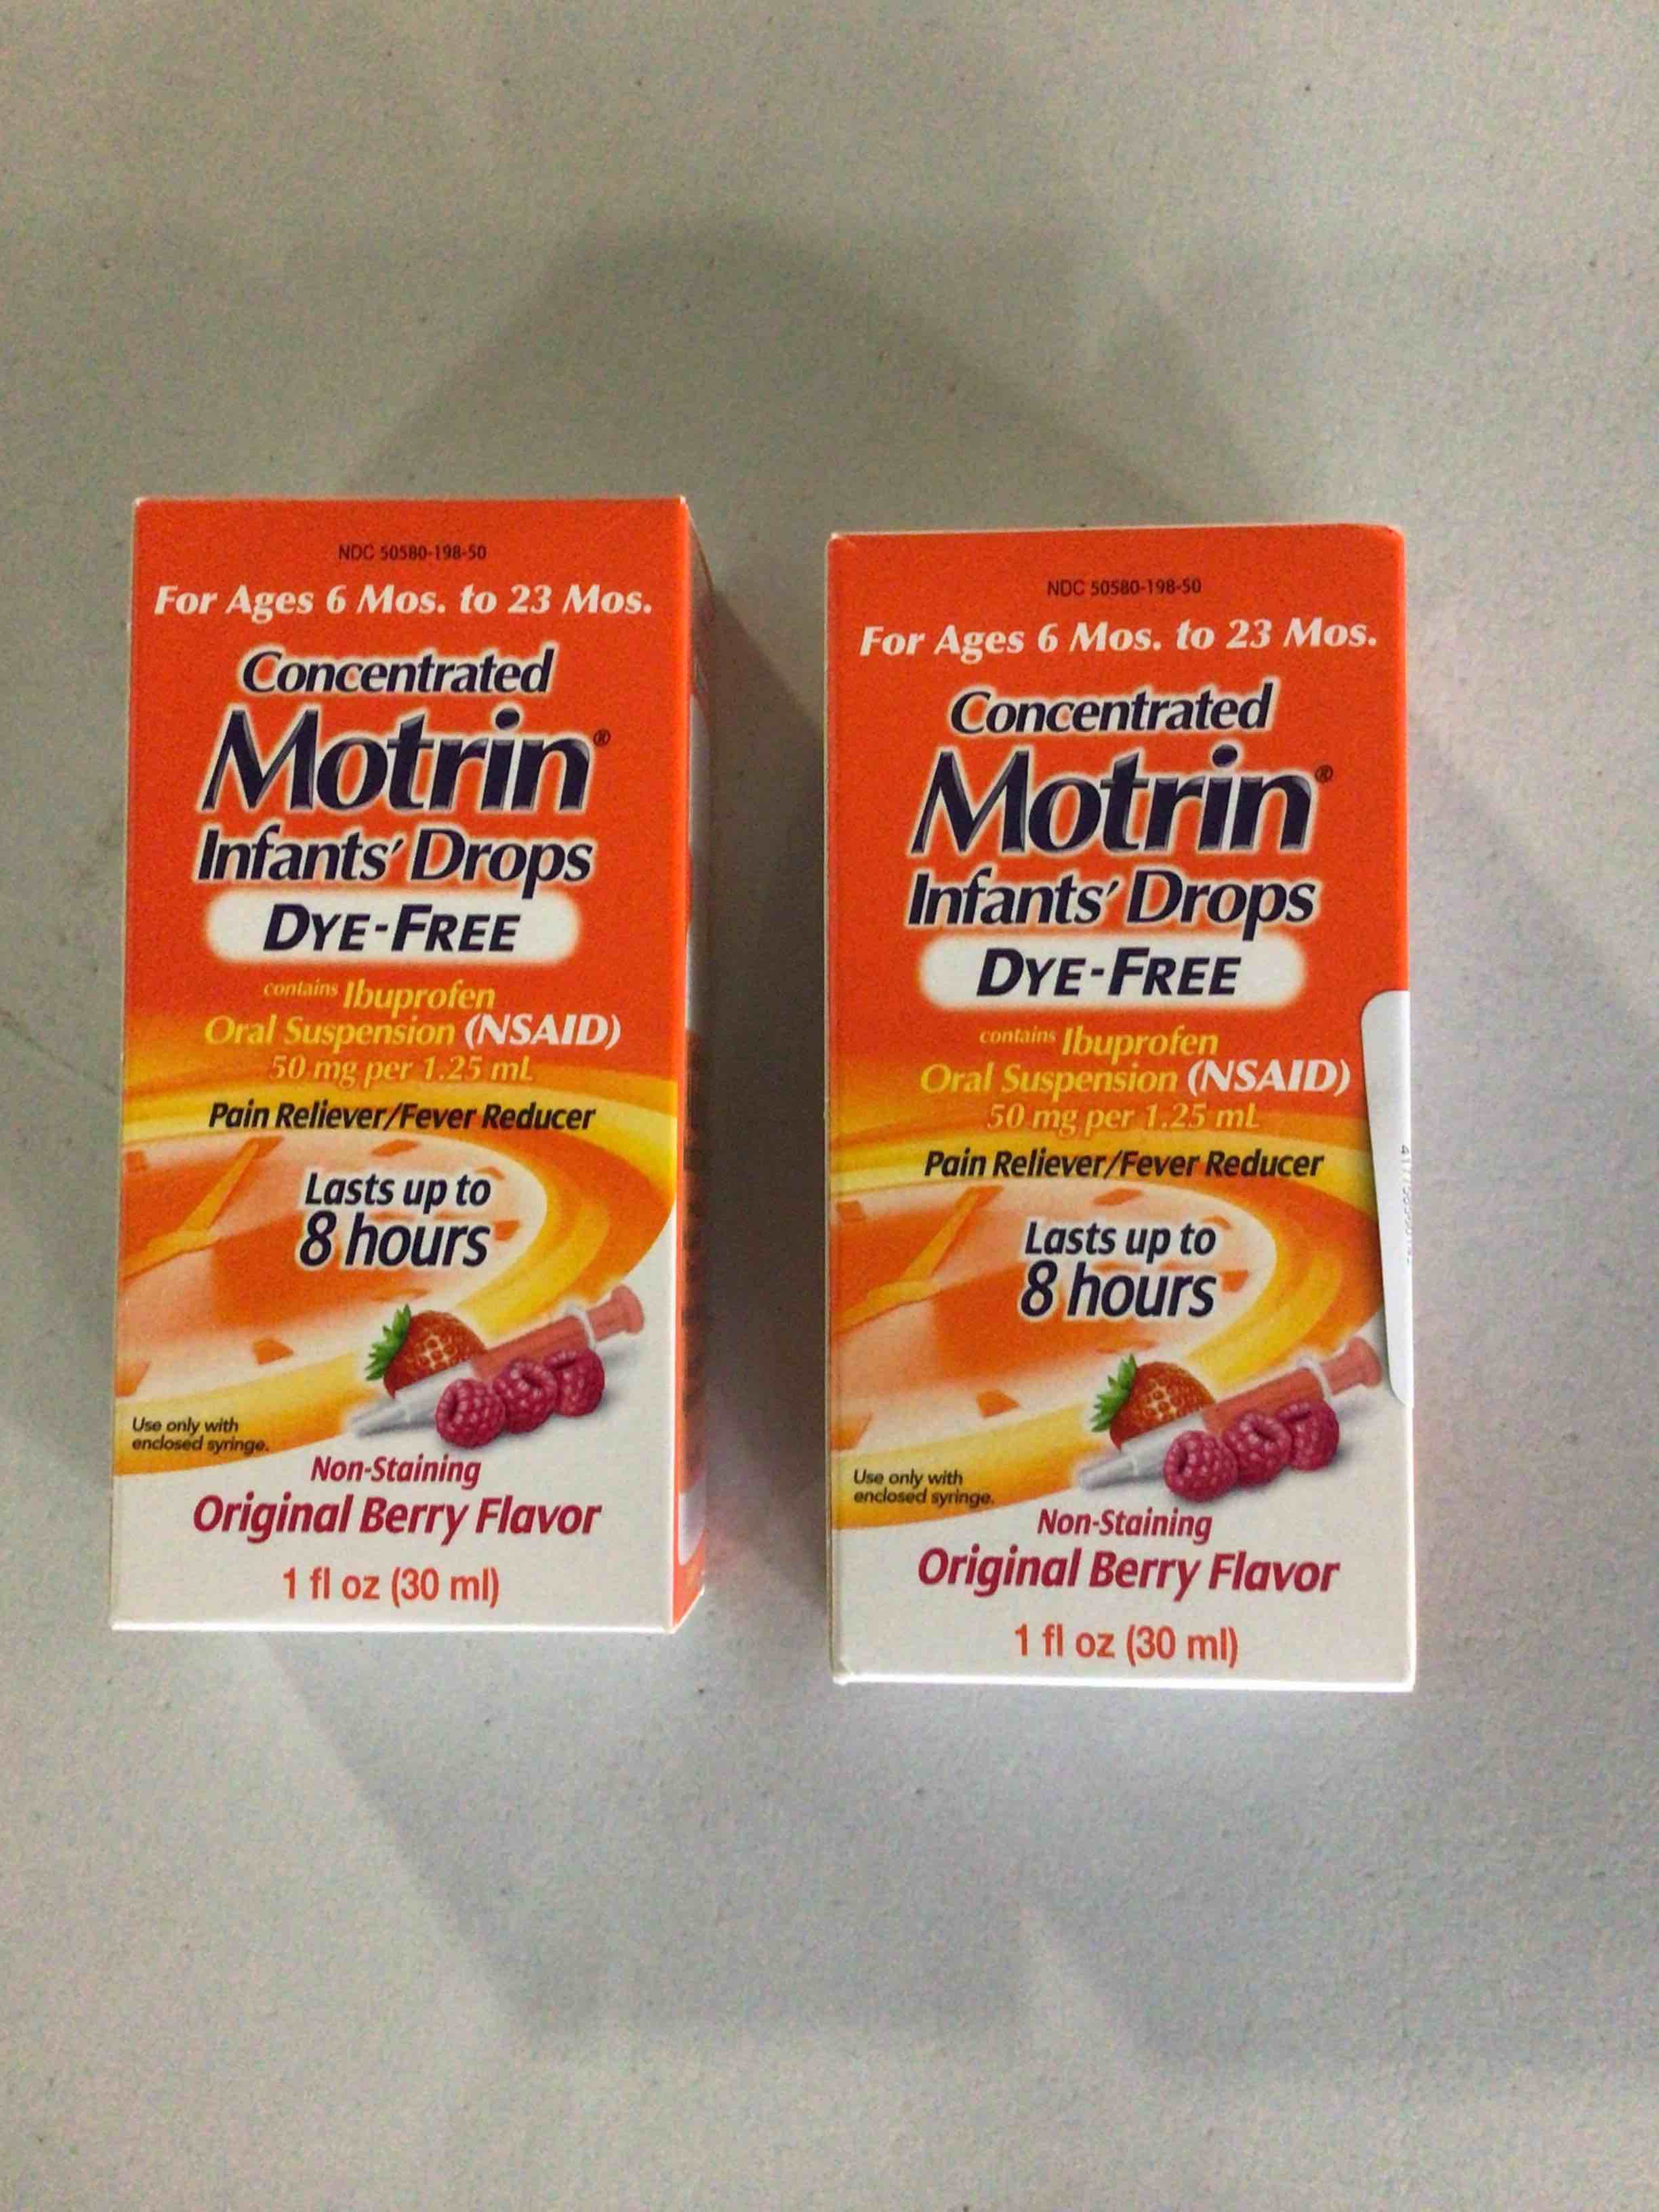 NDC 50580-198-50
For Ages 6 Mos. to 23 Mos.
Concentrated
Motrin®
Infants' Drops
DYE-FREE
contains Ibuprofen
Oral Suspension (NSAID)
50 mg per 1.25 mL
Pain Reliever/Fever Reducer
Lasts up to
8 hours
Use only with
enclosed syringe.
Non-Staining
Original Berry Flavor
1 fl oz (30 ml)
NDC 50580-198-50
For Ages 6 Mos. to 23 Mos.
Concentrated
Motrin®
Infants' Drops
DYE-FREE
contains Ibuprofen
Oral Suspension (NSAID)
50 mg per 1.25 mL
Pain Reliever/Fever Reducer
Lasts up to
8 hours
Use only with
enclosed syringe.
Non-Staining
Original Berry Flavor
1 fl oz (30 ml)